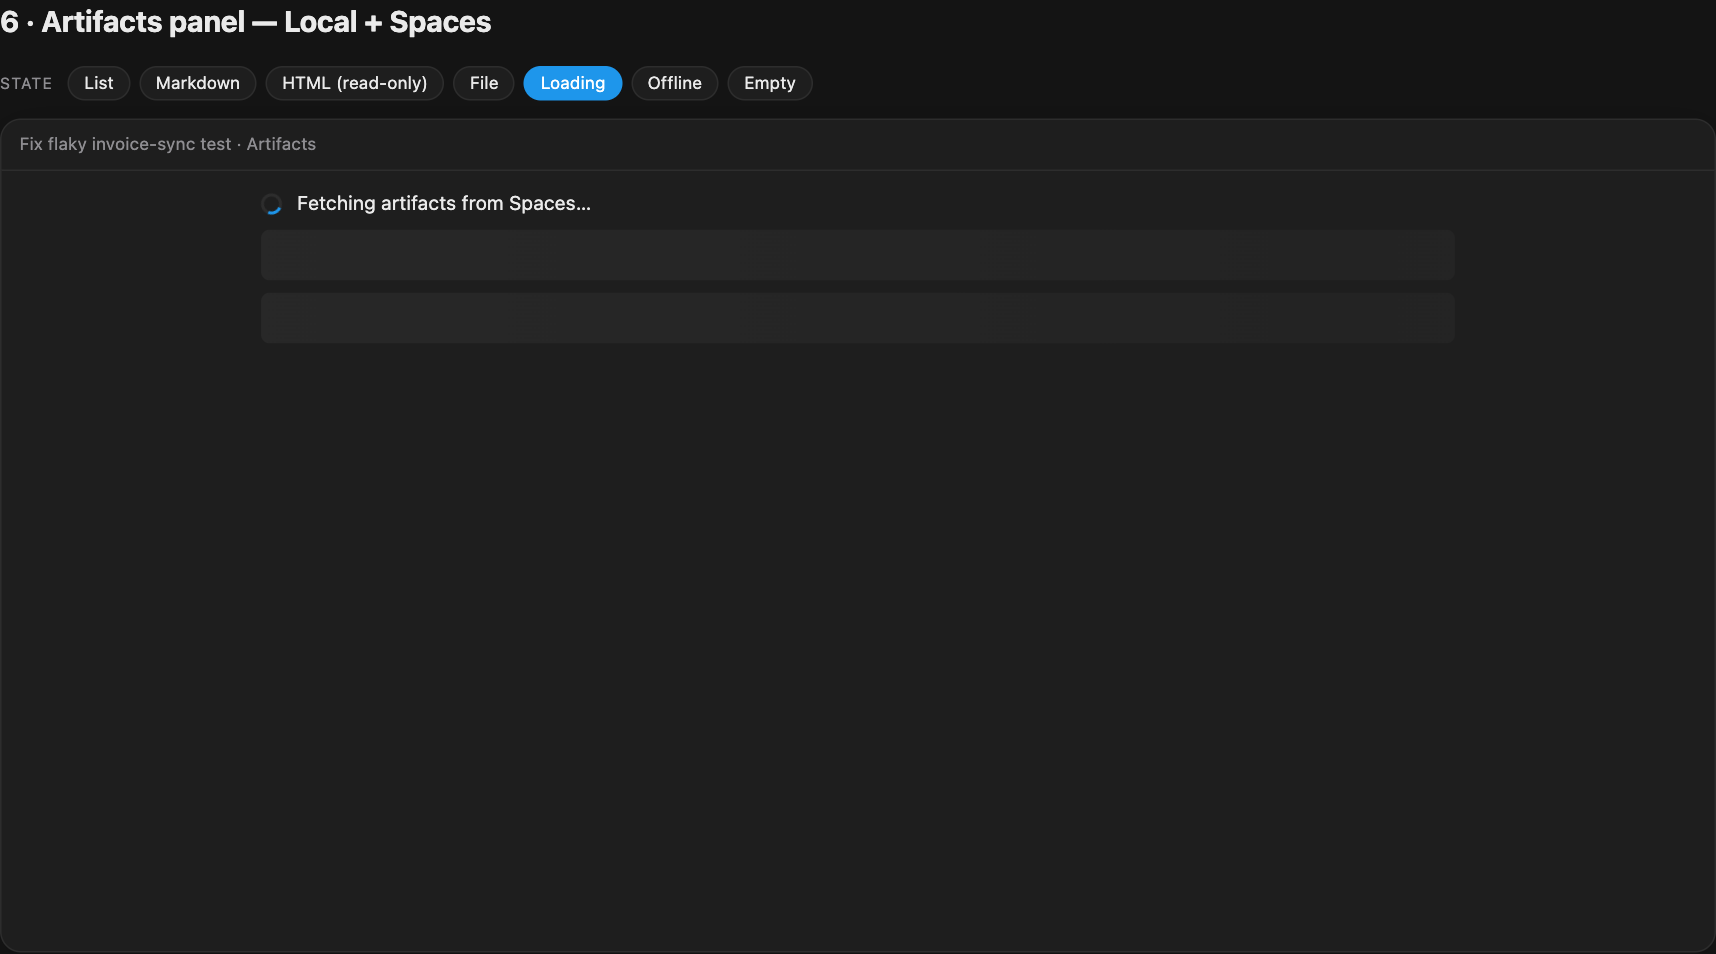 6 · Artifacts panel — Local + Spaces
STATE List Markdown HTML (read-only) File Loading Offline Empty
Fix flaky invoice-sync test · Artifacts
Fetching artifacts from Spaces...